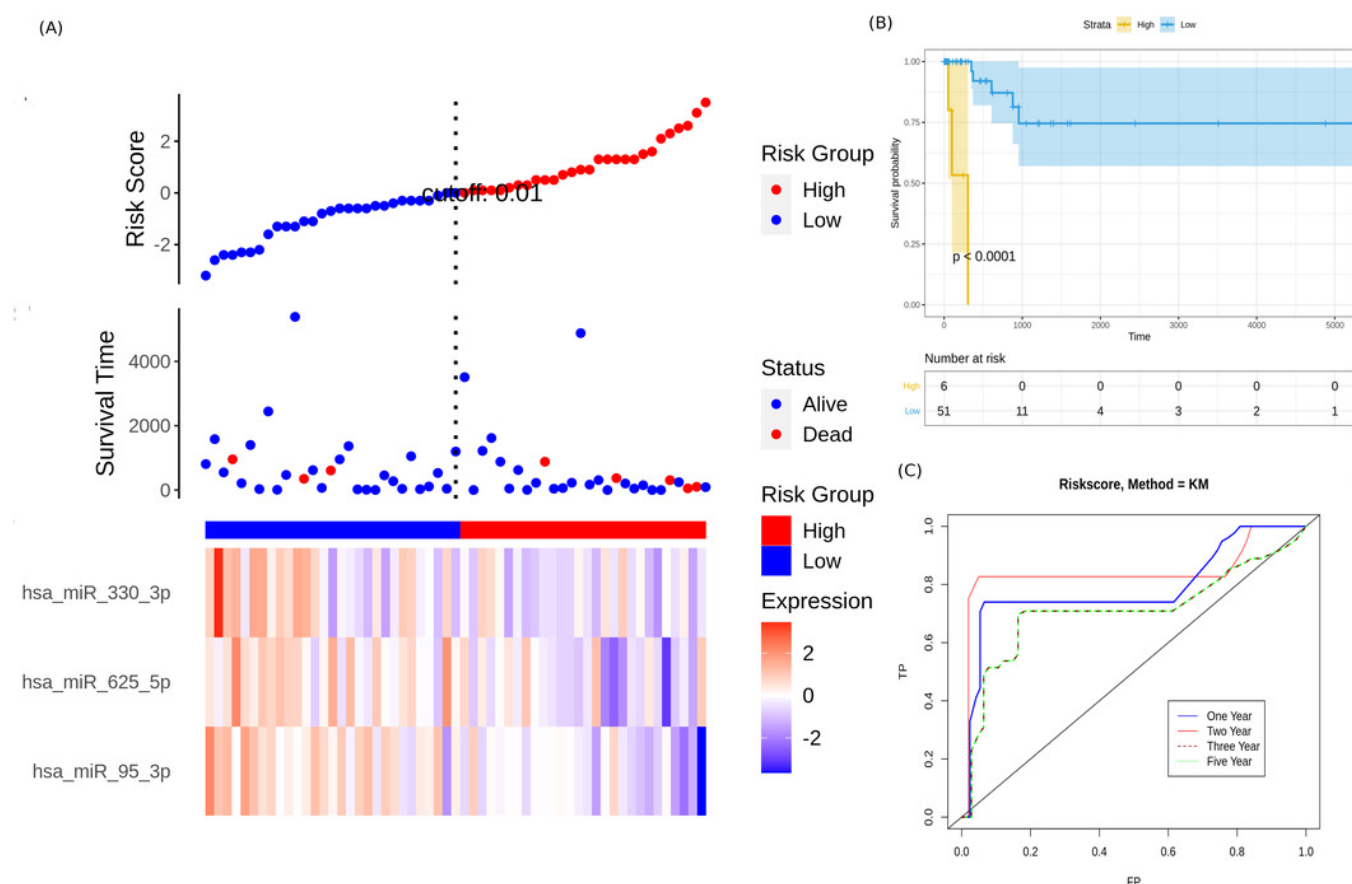 (A)
Risk Score
2
0
-2
cutoff: 0.01
Risk Group
High
Low
Survival Time
4000
2000
0
Status
Alive
Dead
Risk Group
High
Low
hsa_miR_330_3p
hsa_miR_625_5p
hsa_miR_95_3p
Expression
2
0
-2
(B)
Strata High Low
Survival probability
1.00
0.75
0.50
0.25
0.00
p < 0.0001
0 1000 2000 3000 4000 5000
Time
Number at risk
High 6 0 0 0 0 0
Low 51 11 4 3 2 1
(C)
Riskscore, Method = KM
TP
1.0
0.8
0.6
0.4
0.2
0.0
One Year
Two Year
Three Year
Five Year
0.0 0.2 0.4 0.6 0.8 1.0
FP